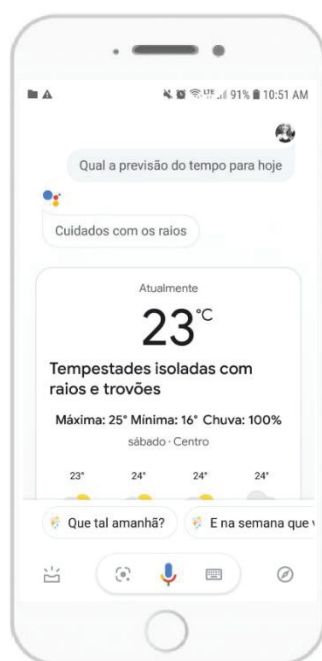 LTE 91% 10:51 AM
Qual a previsão do tempo para hoje
Cuidados com os raios
Atualmente
23°C
Tempestades isoladas com
raios e trovões
Máxima: 25° Mínima: 16° Chuva: 100%
sábado · Centro
23° 24° 24° 24°
Que tal amanhã? E na semana que